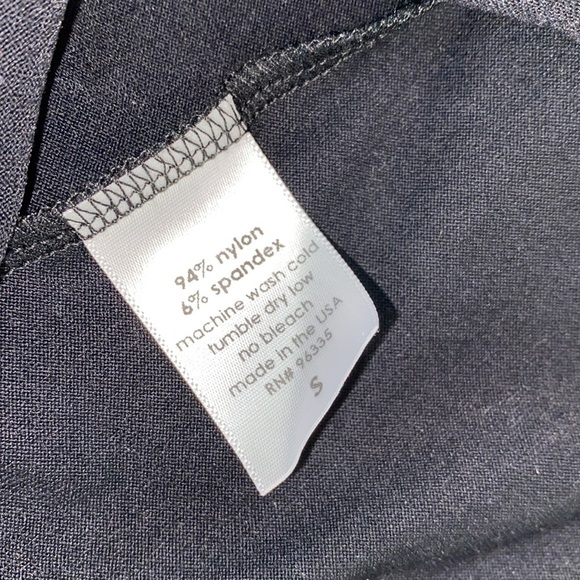 94% nylon
6% spandex
machine wash cold
tumble dry low
no bleach
made in the USA
RN# 96335
S